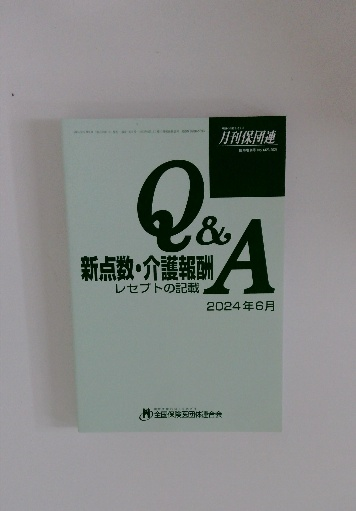 月刊保団連
Q&A
新点数・介護報酬
レセプトの記載
2024年6月
全国保険医団体連合会